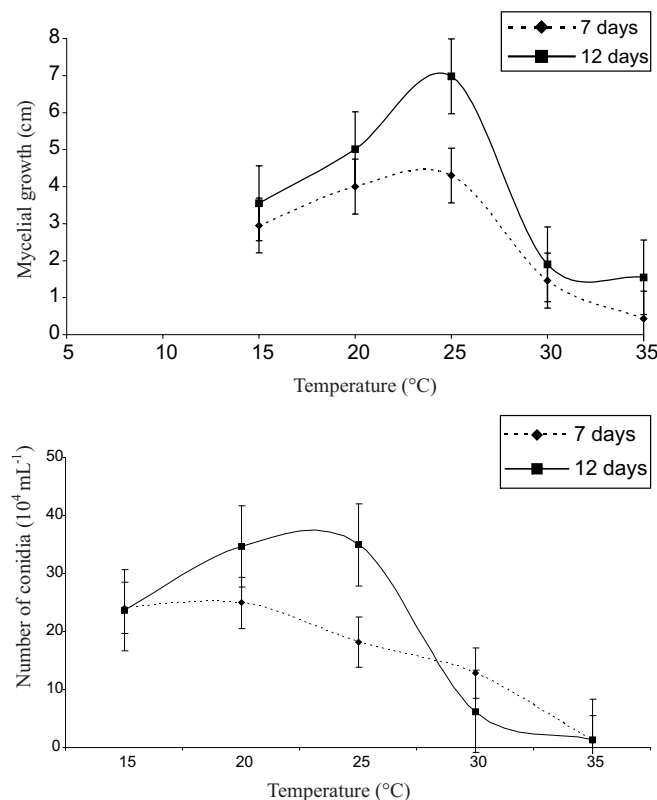 7 days
12 days
8
7
6
5
4
3
2
1
0
Mycelial growth (cm)
5 10 15 20 25 30 35
Temperature (°C)
7 days
12 days
50
40
30
20
10
0
Number of conidia (10⁴ mL⁻¹)
15 20 25 30 35
Temperature (°C)